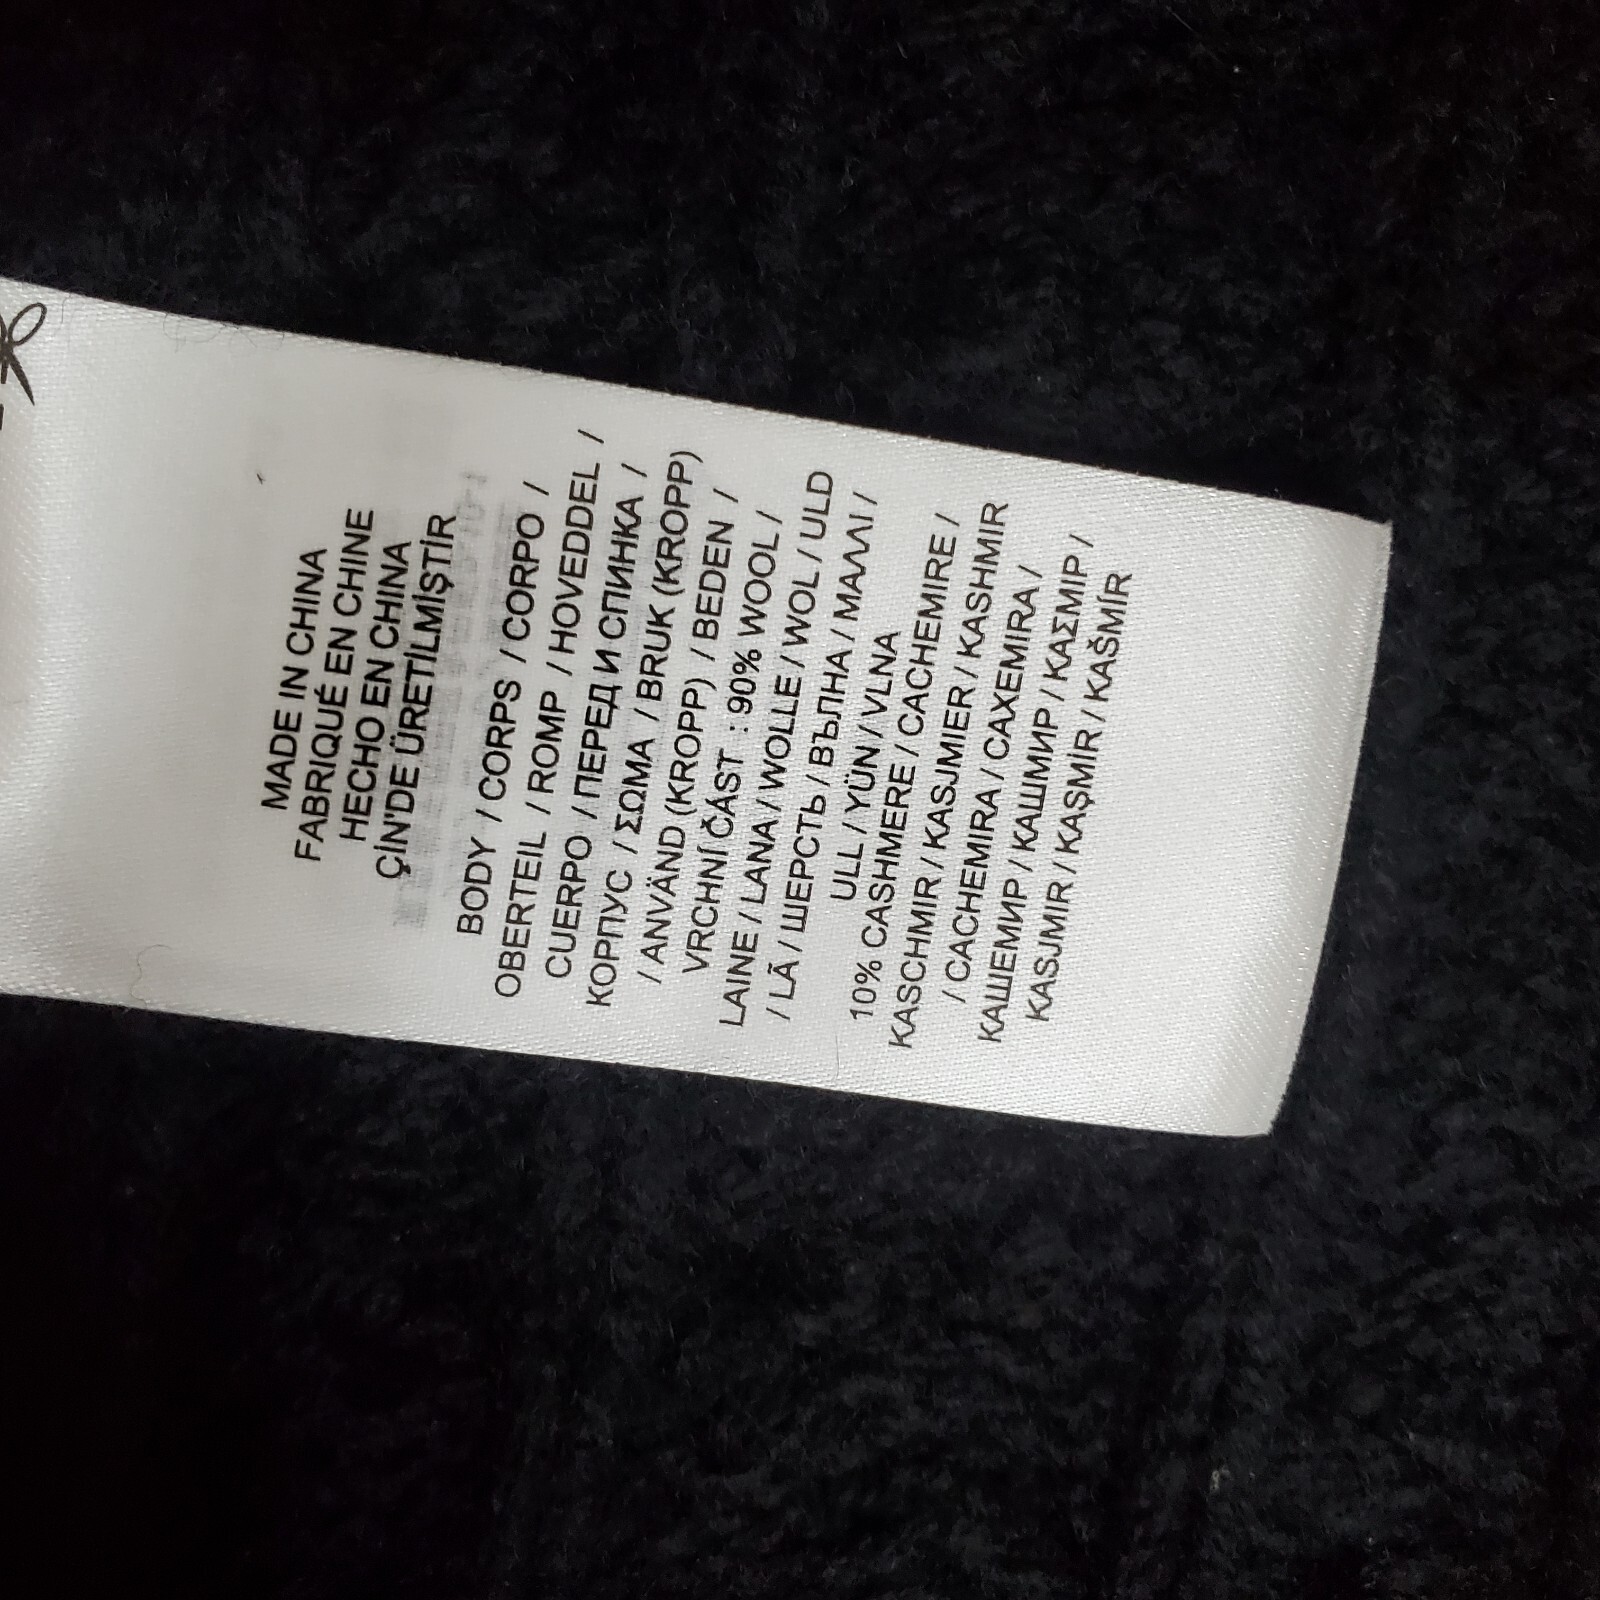 MADE IN CHINA
FABRIQUÉ EN CHINE
HECHO EN CHINA
ÇİN'DE ÜRETİLMİŞTİR
BODY / CORPS / CORPO /
OBERTEIL / ROMP / HOVEDDEL /
CUERPO / ПЕРЕД И СПИНКА /
КОРПУС / ΣΩΜΑ / BRUK (KROPP)
/ ANVÄND (KROPP) / BEDEN /
VRCHNÍ ČÁST : 90% WOOL /
LAINE / LANA / WOLLE / WOL / ULD
/ LÃ / ШЕРСТЬ / ВЪЛНА / ΜΑΛΛΙ /
ULL / YÜN / VLNA
10% CASHMERE / CACHEMIRE /
KASCHMIR / KASJMIER / KASHMIR
/ CACHEMIRA / CAXEMIRA /
КАШЕМИР / КАШМИР / ΚΑΣΜΙΡ /
KASJMIR / KAŞMİR / KAŠMÍR